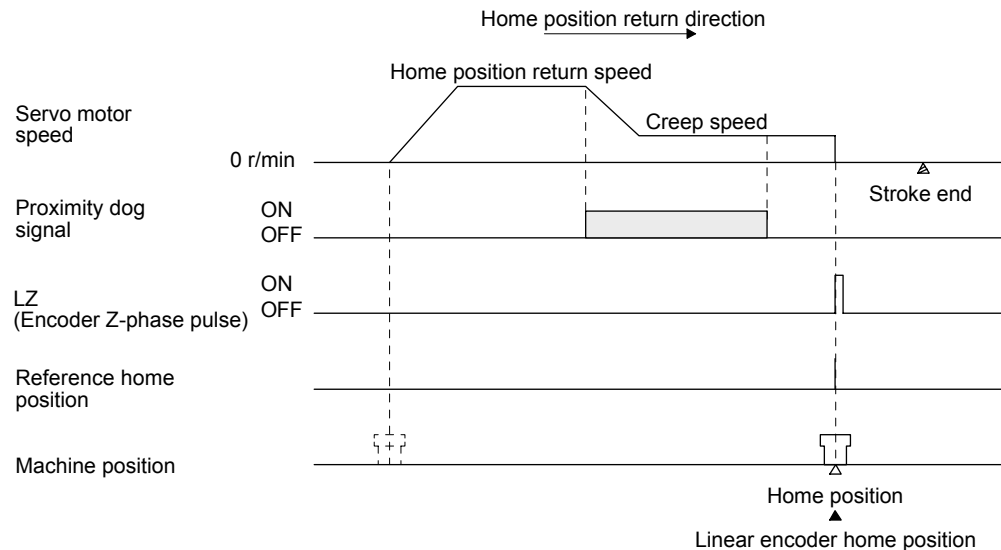 Home position return direction
Home position return speed
Servo motor
speed
Creep speed
0 r/min
Stroke end
Proximity dog
signal
ON
OFF
LZ
(Encoder Z-phase pulse)
ON
OFF
Reference home
position
Machine position
Home position
Linear encoder home position